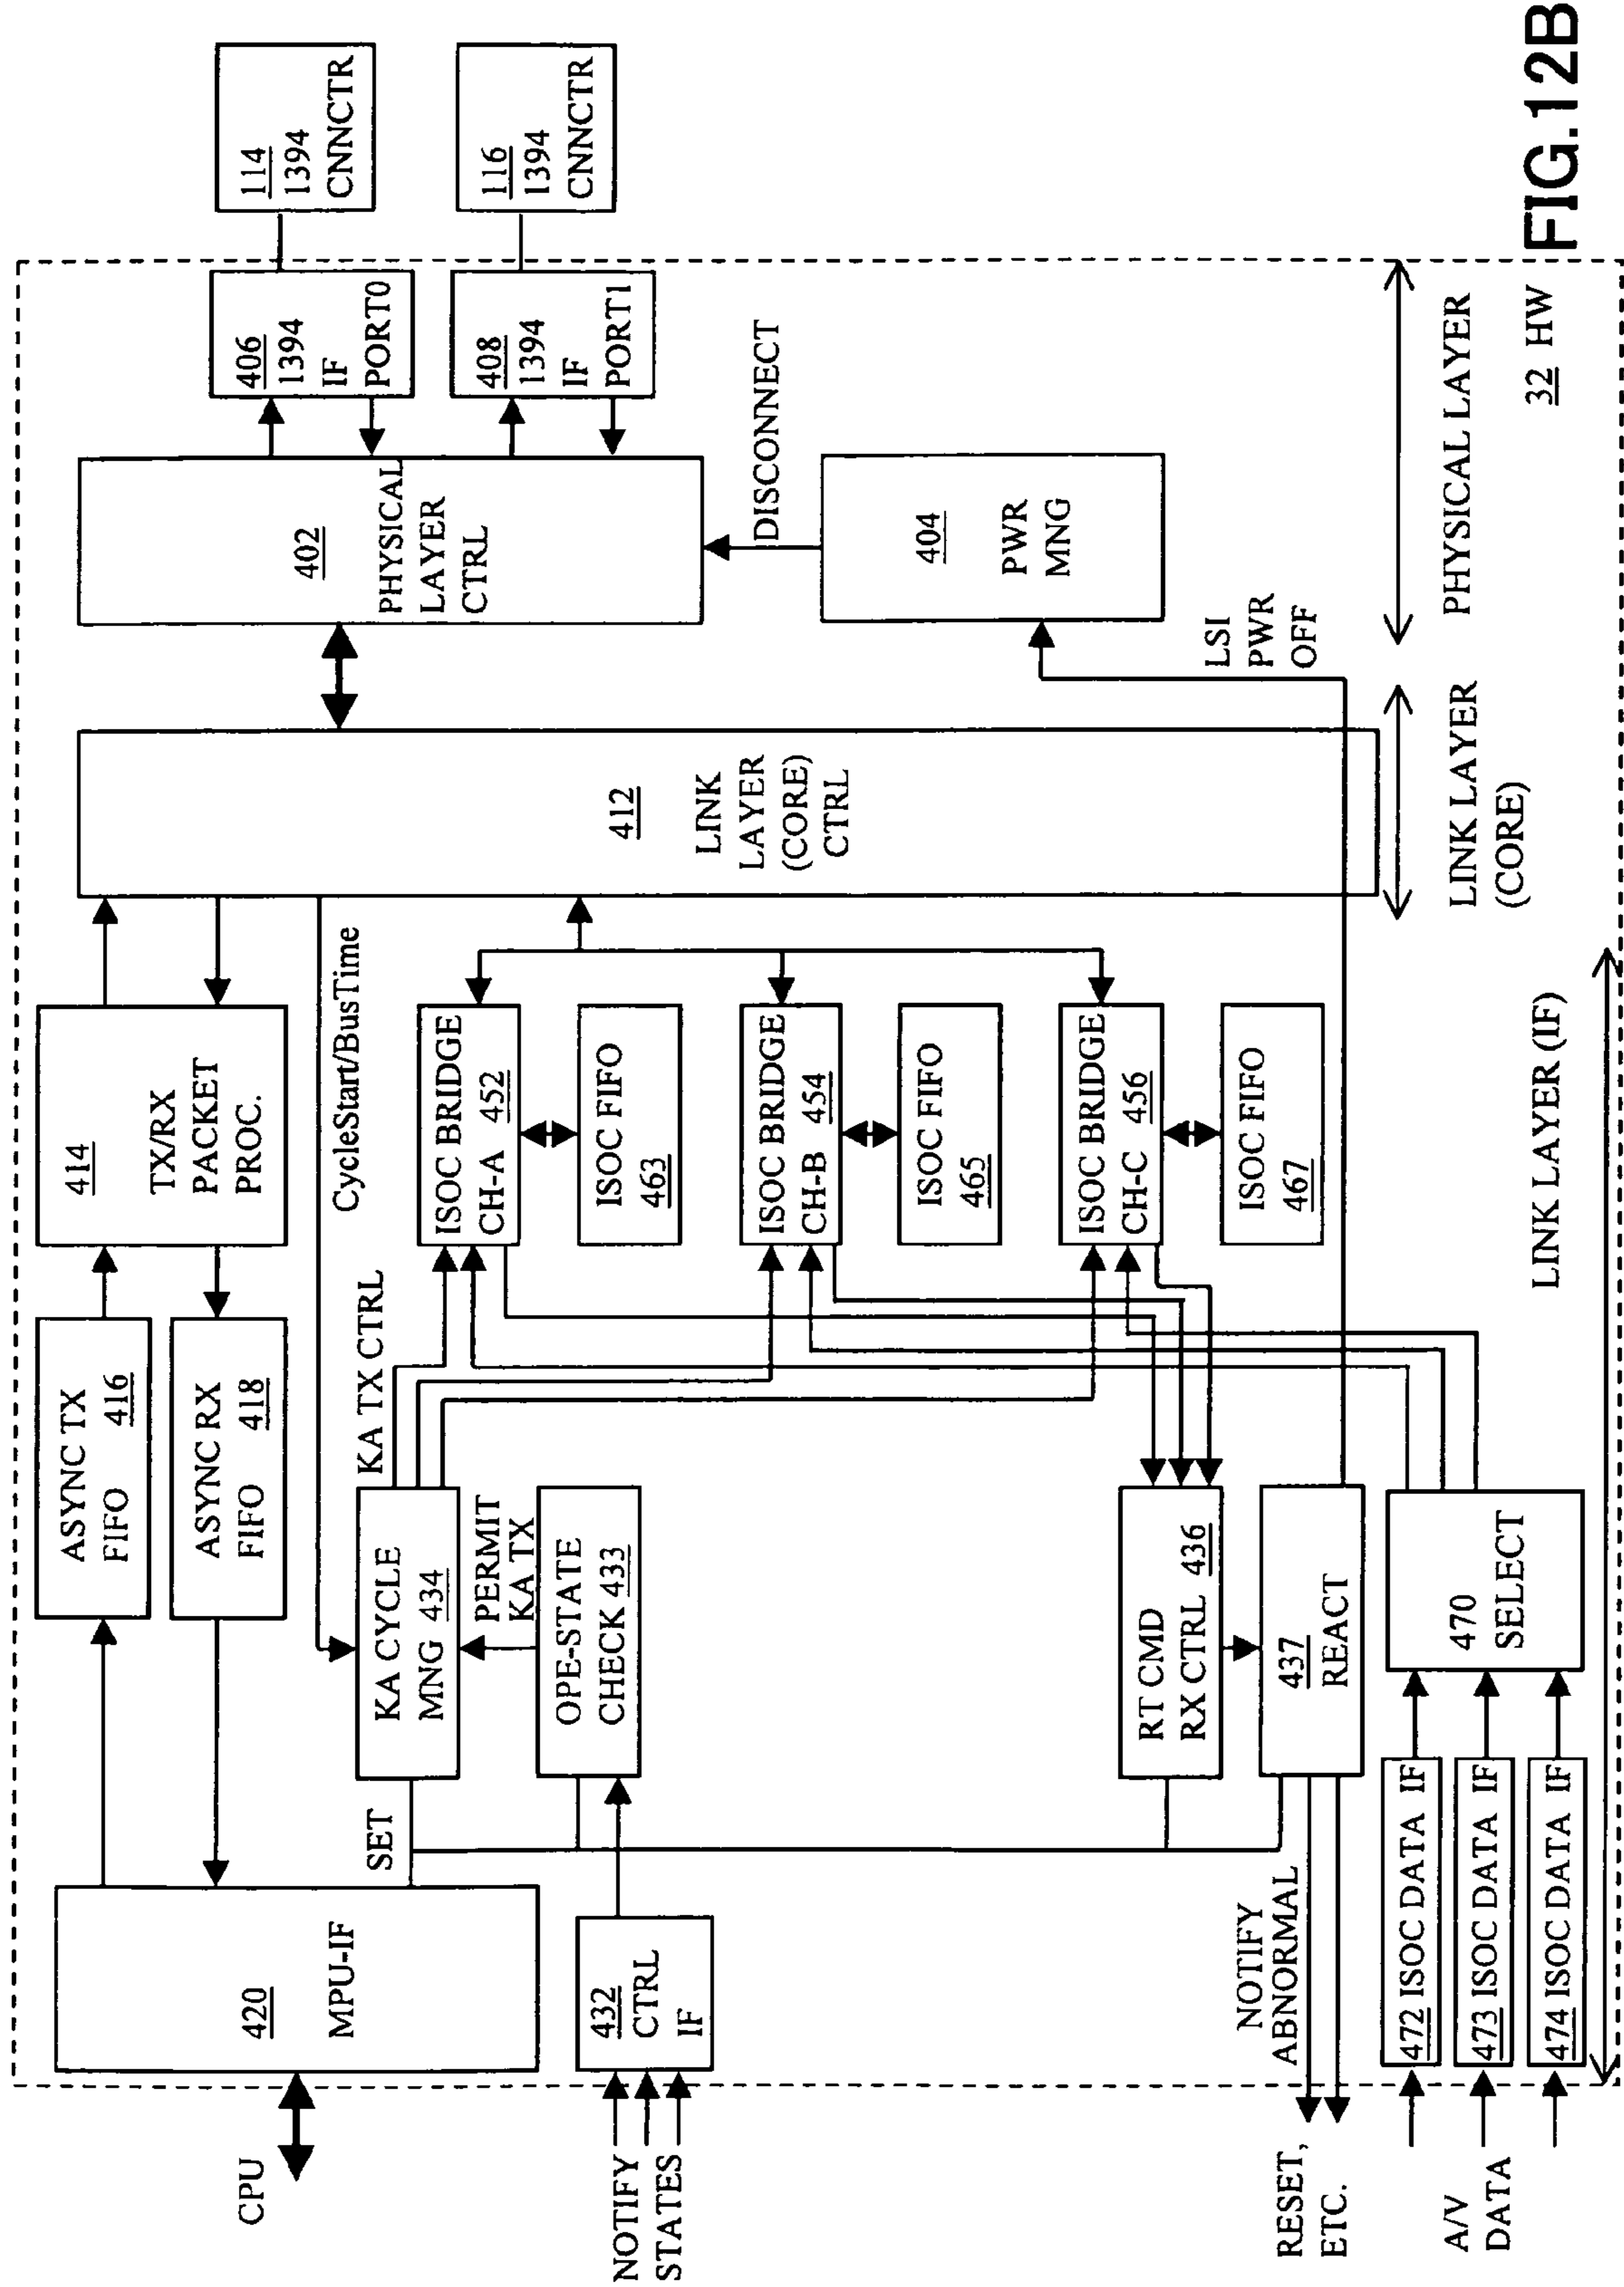 CPU
420
MPU-IF
ASYNC TX
FIFO 416
ASYNC RX
FIFO 418
414
TX/RX
PACKET
PROC.
412
LINK
LAYER
(CORE)
CTRL
402
PHYSICAL
LAYER
CTRL
406
1394
IF
PORT0
114
1394
CNNCTR
408
1394
IF
PORT1
116
1394
CNNCTR
CycleStart/BusTime
SET
KA CYCLE
MNG 434
KA TX CTRL
PERMIT
KA TX
OPE-STATE
CHECK 433
NOTIFY
STATES
432
CTRL
IF
ISOC BRIDGE
CH-A 452
ISOC FIFO
463
ISOC BRIDGE
CH-B 454
ISOC FIFO
465
ISOC BRIDGE
CH-C 456
ISOC FIFO
467
DISCONNECT
404
PWR
MNG
LSI
PWR
OFF
RT CMD
RX CTRL 436
437
REACT
NOTIFY
ABNORMAL
RESET,
ETC.
A/V
DATA
472 ISOC DATA IF
473 ISOC DATA IF
474 ISOC DATA IF
470
SELECT
LINK LAYER (IF)
LINK LAYER
(CORE)
PHYSICAL LAYER
32 HW
FIG.12B